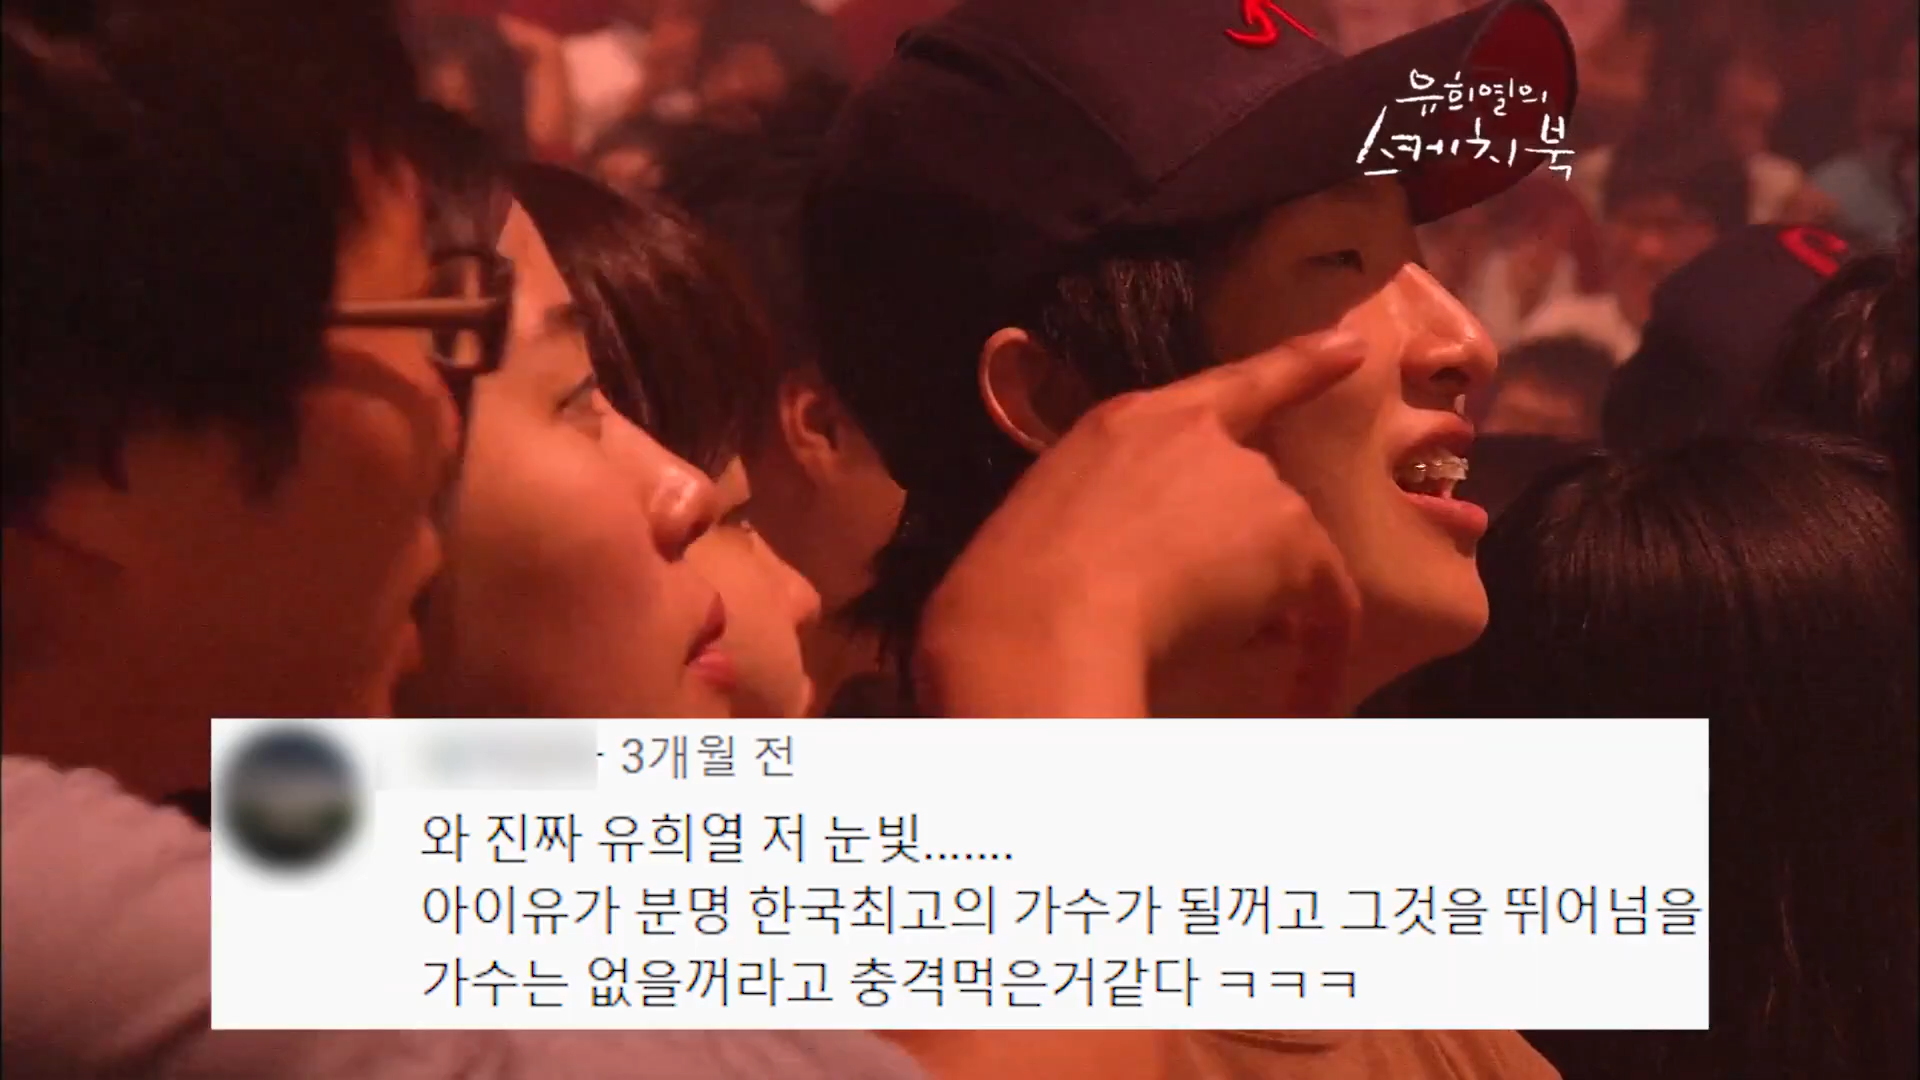 유희열의
스케치북
3개월 전
와 진짜 유희열 저 눈빛.......
아이유가 분명 한국최고의 가수가 될꺼고 그것을 뛰어넘을
가수는 없을꺼라고 충격먹은거같다 ㅋㅋㅋ